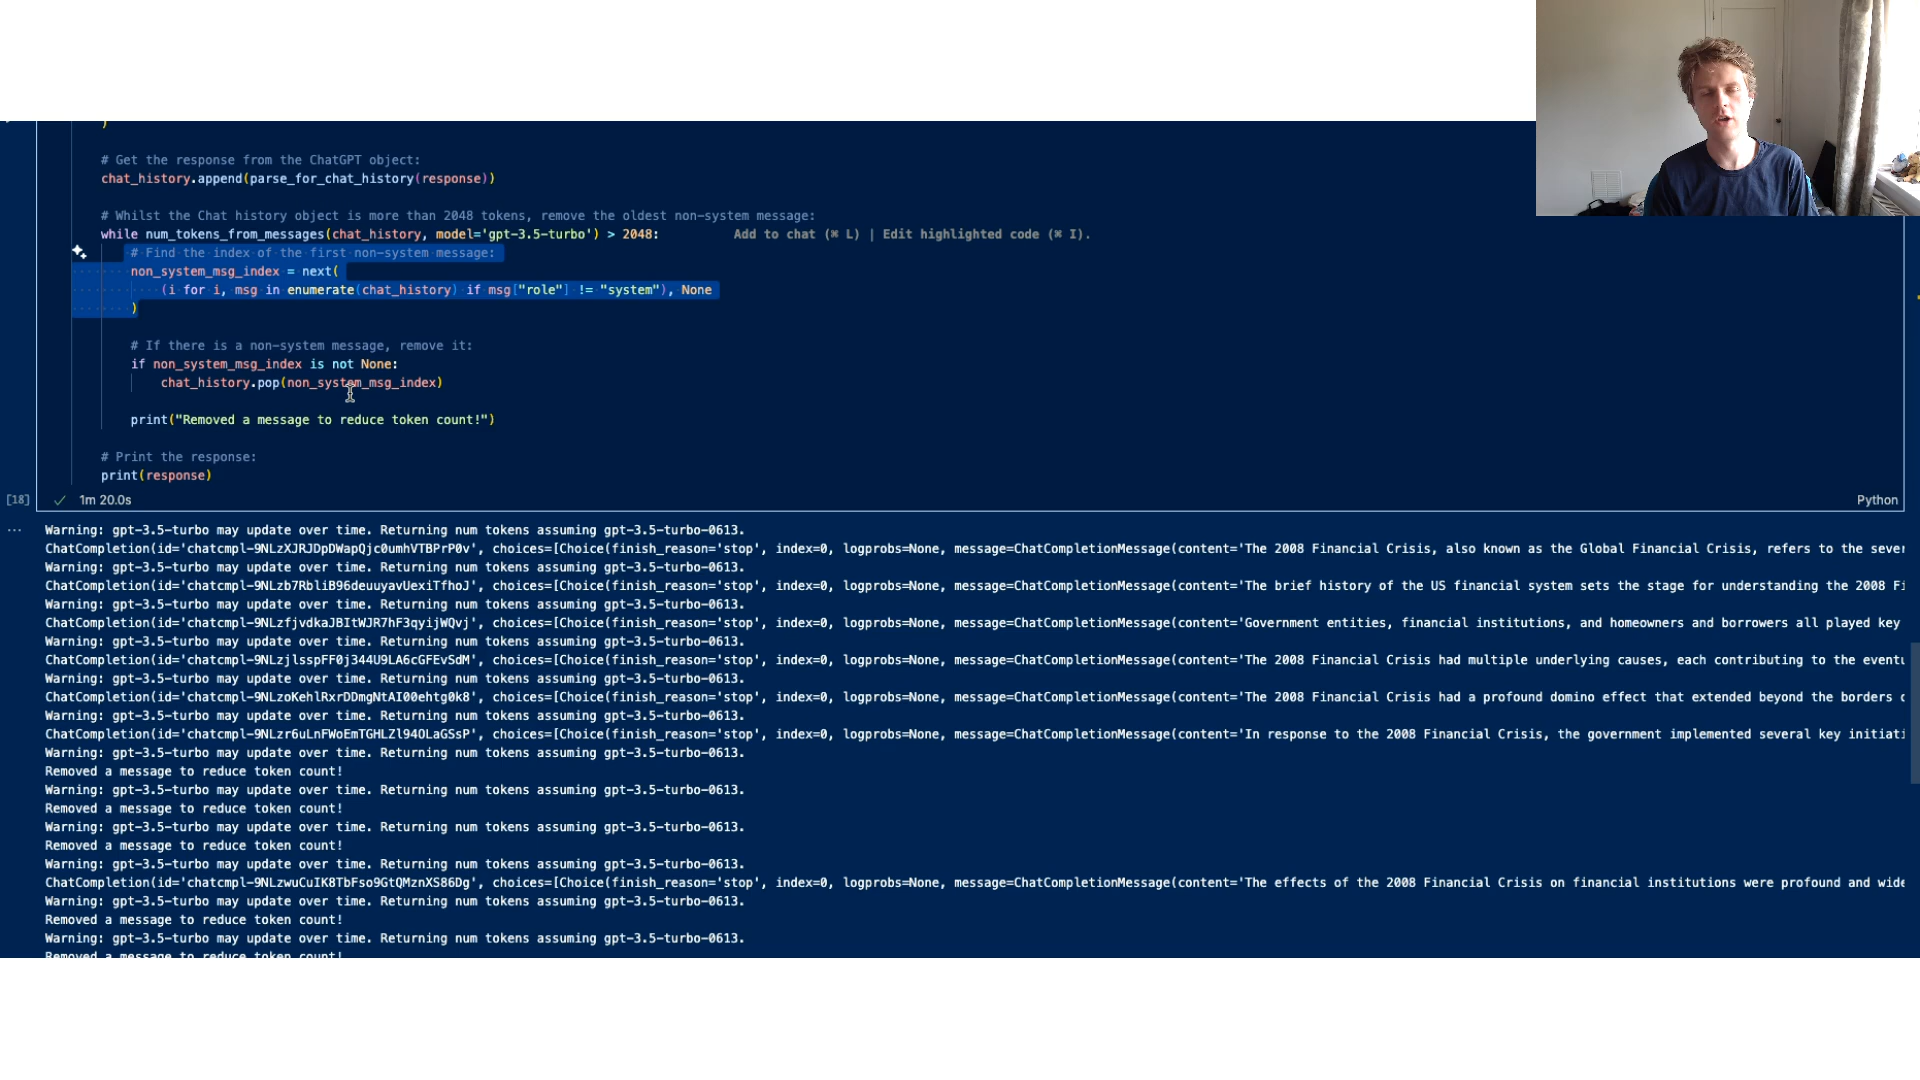 )
# Get the response from the ChatGPT object:
chat_history.append(parse_for_chat_history(response))
# Whilst the Chat history object is more than 2048 tokens, remove the oldest non-system message:
while num_tokens_from_messages(chat_history, model='gpt-3.5-turbo') > 2048: Add to chat (⌘ L) | Edit highlighted code (⌘ I).
# Find the index of the first non-system message:
non_system_msg_index = next(
(i for i, msg in enumerate(chat_history) if msg["role"] != "system"), None
)
# If there is a non-system message, remove it:
if non_system_msg_index is not None:
chat_history.pop(non_system_msg_index)
print("Removed a message to reduce token count!")
# Print the response:
print(response)
[18] 1m 20.0s Python
Warning: gpt-3.5-turbo may update over time. Returning num tokens assuming gpt-3.5-turbo-0613.
ChatCompletion(id='chatcmpl-9NLzXJRJDpDWapQjc0umhVTBPrP0v', choices=[Choice(finish_reason='stop', index=0, logprobs=None, message=ChatCompletionMessage(content='The 2008 Financial Crisis, also known as the Global Financial Crisis, refers to the sever
Warning: gpt-3.5-turbo may update over time. Returning num tokens assuming gpt-3.5-turbo-0613.
ChatCompletion(id='chatcmpl-9NLzb7RbliB96deuuyavUexiTfhoJ', choices=[Choice(finish_reason='stop', index=0, logprobs=None, message=ChatCompletionMessage(content='The brief history of the US financial system sets the stage for understanding the 2008 Fi
Warning: gpt-3.5-turbo may update over time. Returning num tokens assuming gpt-3.5-turbo-0613.
ChatCompletion(id='chatcmpl-9NLzfjvdkaJBItWJR7hF3qyijWQvj', choices=[Choice(finish_reason='stop', index=0, logprobs=None, message=ChatCompletionMessage(content='Government entities, financial institutions, and homeowners and borrowers all played key
Warning: gpt-3.5-turbo may update over time. Returning num tokens assuming gpt-3.5-turbo-0613.
ChatCompletion(id='chatcmpl-9NLzjlsspFF0j344U9LA6cGFEvSdM', choices=[Choice(finish_reason='stop', index=0, logprobs=None, message=ChatCompletionMessage(content='The 2008 Financial Crisis had multiple underlying causes, each contributing to the eventu
Warning: gpt-3.5-turbo may update over time. Returning num tokens assuming gpt-3.5-turbo-0613.
ChatCompletion(id='chatcmpl-9NLzoKehlRxrDDmgNtAI00ehtg0k8', choices=[Choice(finish_reason='stop', index=0, logprobs=None, message=ChatCompletionMessage(content='The 2008 Financial Crisis had a profound domino effect that extended beyond the borders o
Warning: gpt-3.5-turbo may update over time. Returning num tokens assuming gpt-3.5-turbo-0613.
ChatCompletion(id='chatcmpl-9NLzr6uLnFWoEmTGHLZl94OLaGSsP', choices=[Choice(finish_reason='stop', index=0, logprobs=None, message=ChatCompletionMessage(content='In response to the 2008 Financial Crisis, the government implemented several key initiati
Warning: gpt-3.5-turbo may update over time. Returning num tokens assuming gpt-3.5-turbo-0613.
Removed a message to reduce token count!
Warning: gpt-3.5-turbo may update over time. Returning num tokens assuming gpt-3.5-turbo-0613.
Removed a message to reduce token count!
Warning: gpt-3.5-turbo may update over time. Returning num tokens assuming gpt-3.5-turbo-0613.
Removed a message to reduce token count!
Warning: gpt-3.5-turbo may update over time. Returning num tokens assuming gpt-3.5-turbo-0613.
ChatCompletion(id='chatcmpl-9NLzwuCuIK8TbFso9GtQMznXS86Dg', choices=[Choice(finish_reason='stop', index=0, logprobs=None, message=ChatCompletionMessage(content='The effects of the 2008 Financial Crisis on financial institutions were profound and wide
Warning: gpt-3.5-turbo may update over time. Returning num tokens assuming gpt-3.5-turbo-0613.
Removed a message to reduce token count!
Warning: gpt-3.5-turbo may update over time. Returning num tokens assuming gpt-3.5-turbo-0613.
Removed a message to reduce token count!